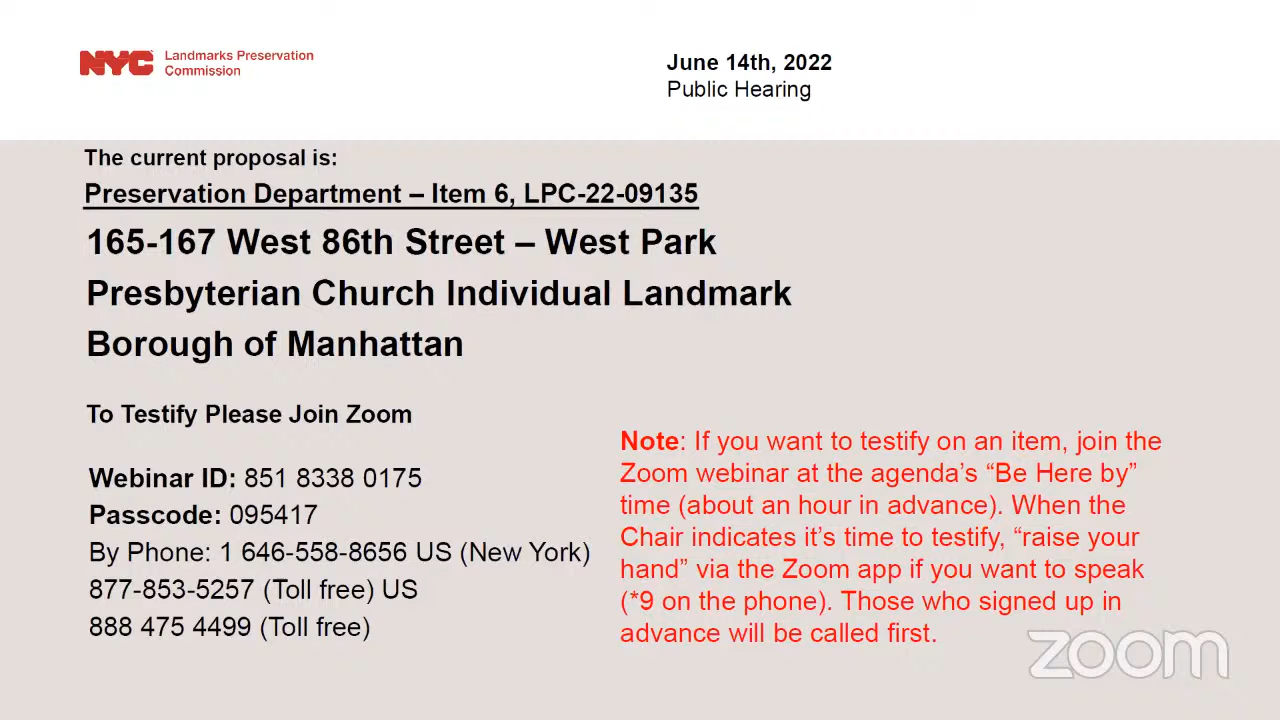 NYC Landmarks Preservation
Commission
June 14th, 2022
Public Hearing
The current proposal is:
Preservation Department – Item 6, LPC-22-09135
165-167 West 86th Street – West Park
Presbyterian Church Individual Landmark
Borough of Manhattan
To Testify Please Join Zoom
Webinar ID: 851 8338 0175
Passcode: 095417
By Phone: 1 646-558-8656 US (New York)
877-853-5257 (Toll free) US
888 475 4499 (Toll free)
Note: If you want to testify on an item, join the
Zoom webinar at the agenda’s “Be Here by”
time (about an hour in advance). When the
Chair indicates it’s time to testify, “raise your
hand” via the Zoom app if you want to speak
(*9 on the phone). Those who signed up in
advance will be called first.
zoom